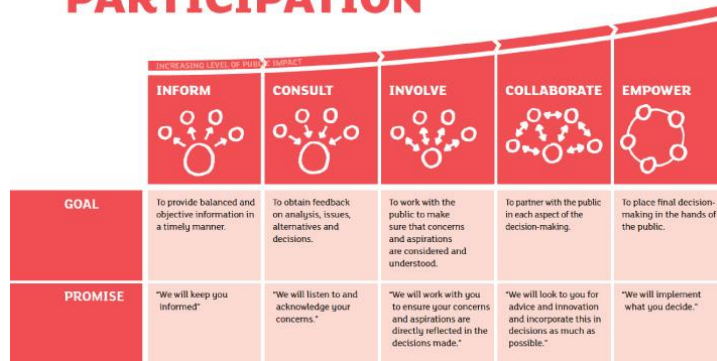 PARTICIPATION
INCREASING LEVEL OF PUBLIC IMPACT
INFORM
CONSULT
INVOLVE
COLLABORATE
EMPOWER
GOAL
To provide balanced and
objective information in
a timely manner.
To obtain feedback
on analysis, issues,
alternatives and
decisions.
To work with the
public to make
sure that concerns
and aspirations
are considered and
understood.
To partner with the public
in each aspect of the
decision-making.
To place final decision-
making in the hands of
the public.
PROMISE
"We will keep you
informed"
"We will listen to and
acknowledge your
concerns."
"We will work with you
to ensure your concerns
and aspirations are
directly reflected in the
decisions made."
"We will look to you for
advice and innovation
and incorporate this in
decisions as much as
possible."
"We will implement
what you decide."